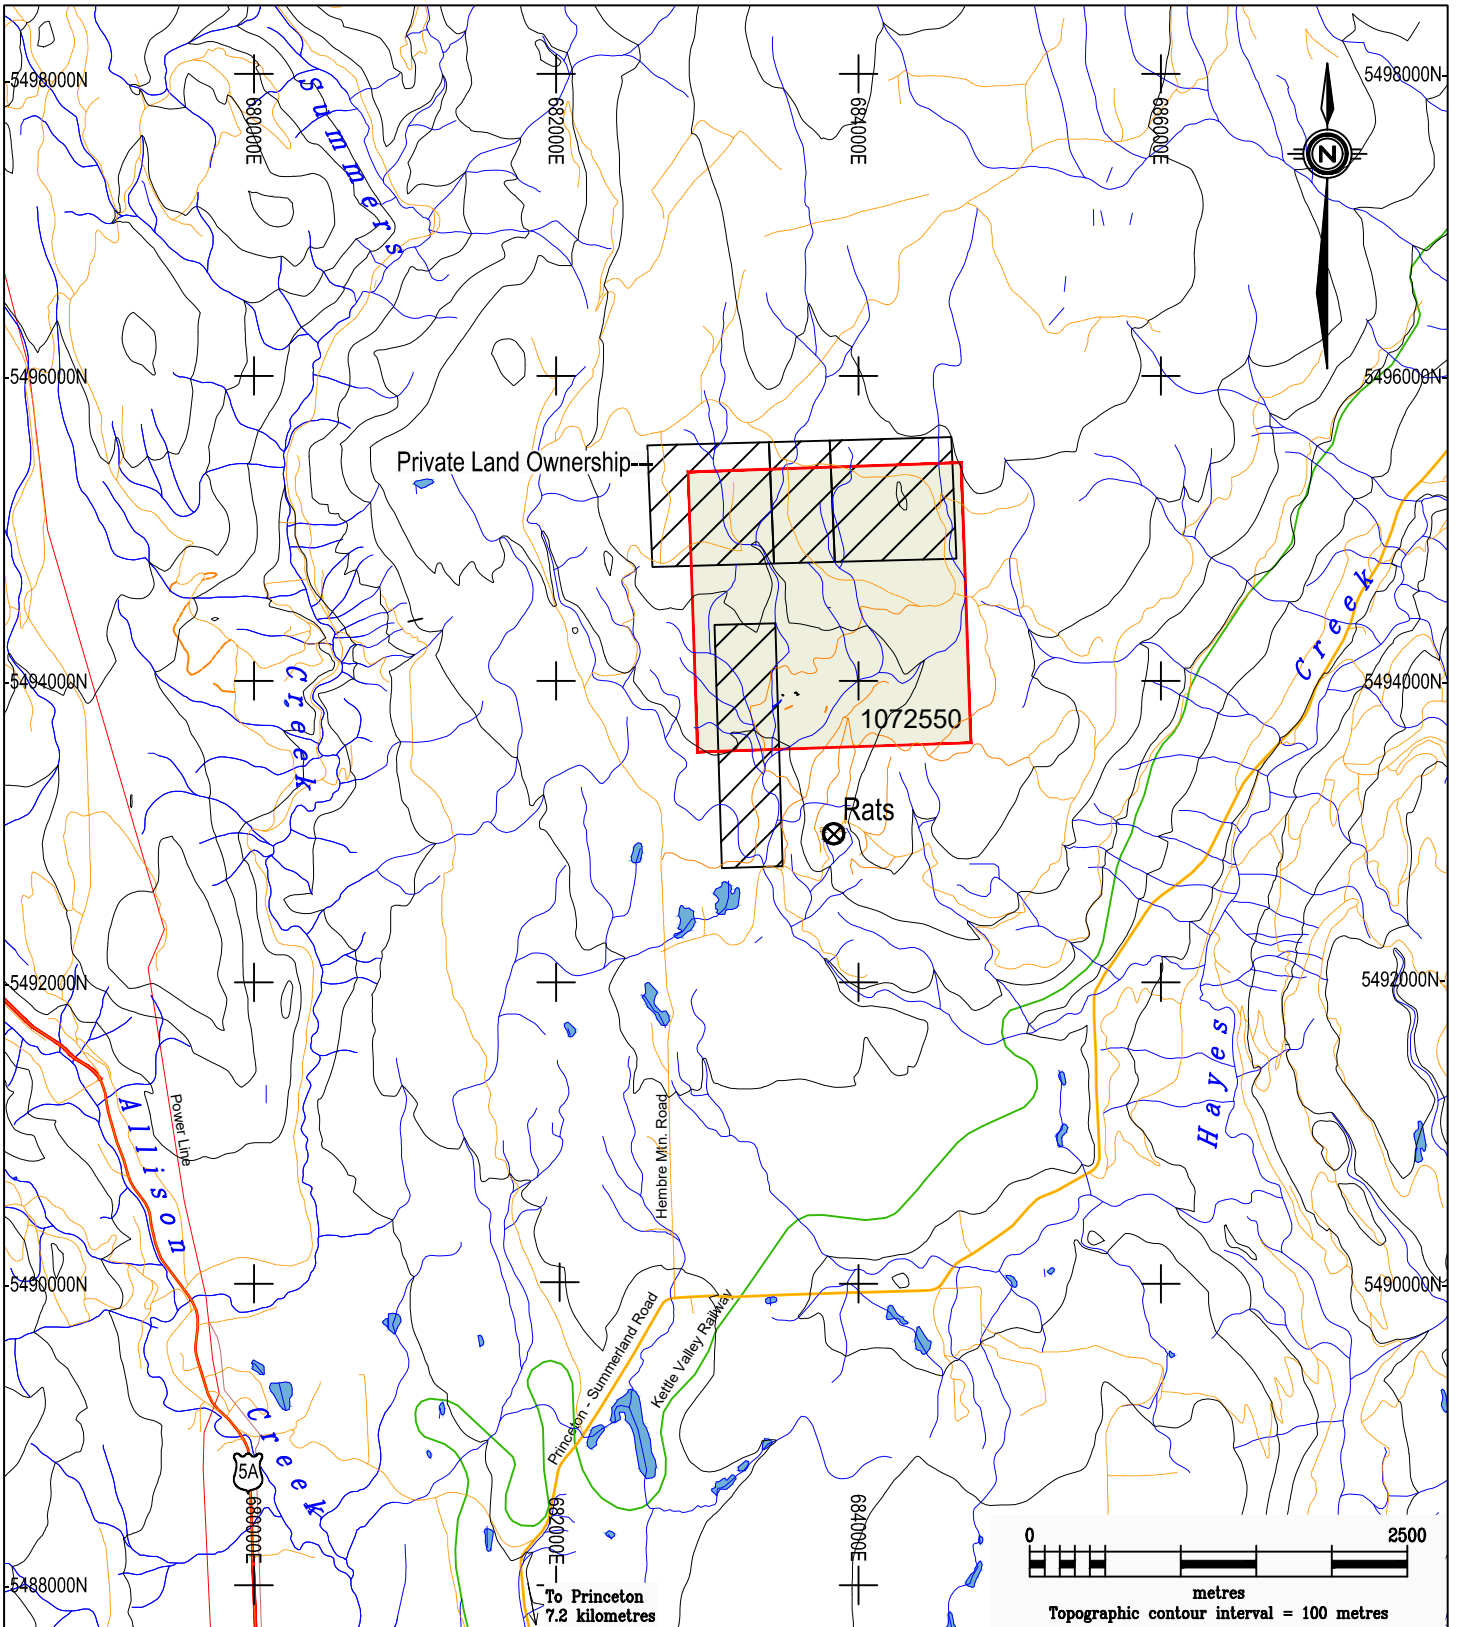 5498000N
5498000N
680000E
682000E
684000E
686000E
Summers
N
5496000N
5496000N
Private Land Ownership
Creek
Creek
5494000N
5494000N
1072550
Rats
5492000N
5492000N
Hayes
Allison
Power Line
Hembre Mtn. Road
5490000N
5490000N
Princeton - Summerland Road
Kettle Valley Railway
Creek
5A
680000E
682000E
684000E
5488000N
To Princeton
7.2 kilometres
0 2500
metres
Topographic contour interval = 100 metres